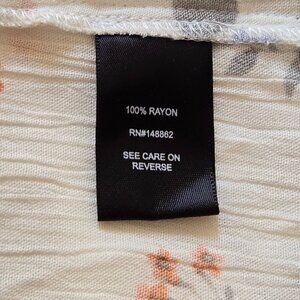 100% RAYON
RN#148862
SEE CARE ON
REVERSE